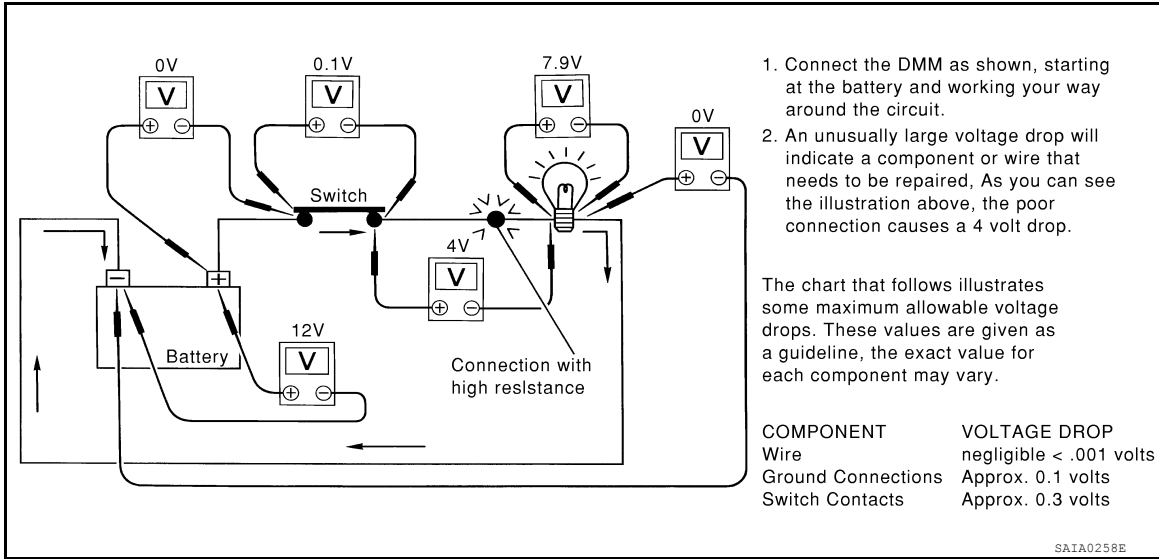 0V
0.1V
7.9V
0V
V
V
V
V
Switch
4V
V
12V
V
Battery
Connection with
high reslstance
1. Connect the DMM as shown, starting
at the battery and working your way
around the circuit.
2. An unusually large voltage drop will
indicate a component or wire that
needs to be repaired, As you can see
the illustration above, the poor
connection causes a 4 volt drop.
The chart that follows illustrates
some maximum allowable voltage
drops. These values are given as
a guideline, the exact value for
each component may vary.
COMPONENT VOLTAGE DROP
Wire negligible < .001 volts
Ground Connections Approx. 0.1 volts
Switch Contacts Approx. 0.3 volts
SAIA0258E